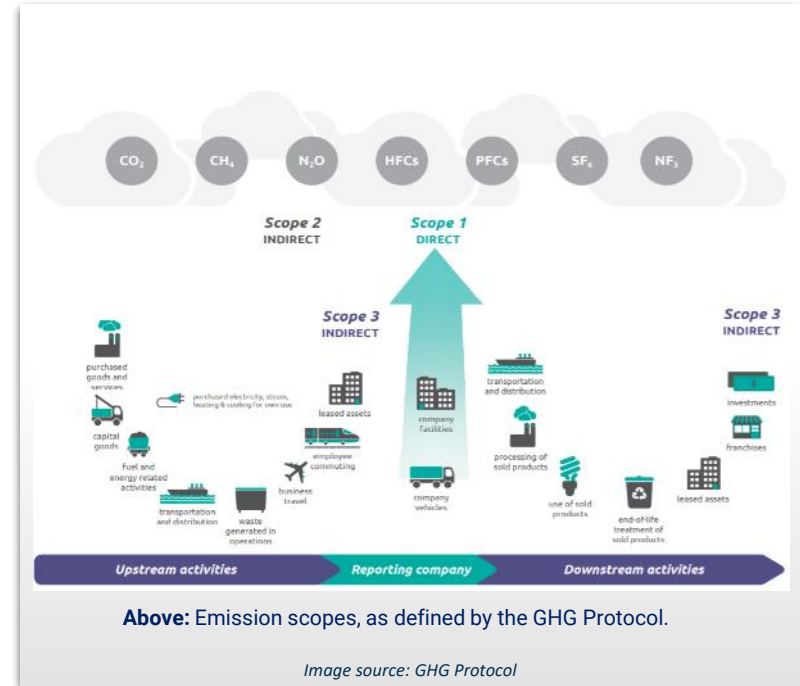 CO₂ CH₄ N₂O HFCs PFCs SF₆ NF₃
Scope 2
INDIRECT
Scope 1
DIRECT
Scope 3
INDIRECT
Scope 3
INDIRECT
purchased
goods and
services
capital
goods
fuel and
energy related
activities
purchased electricity, steam,
heating & cooling for own use
transportation
and distribution
waste
generated in
operations
business
travel
employee
commuting
leased assets
company
facilities
company
vehicles
transportation
and distribution
processing of
sold products
use of sold
products
end-of-life
treatment of
sold products
leased assets
investments
franchises
Upstream activities
Reporting company
Downstream activities
Above: Emission scopes, as defined by the GHG Protocol.
Image source: GHG Protocol